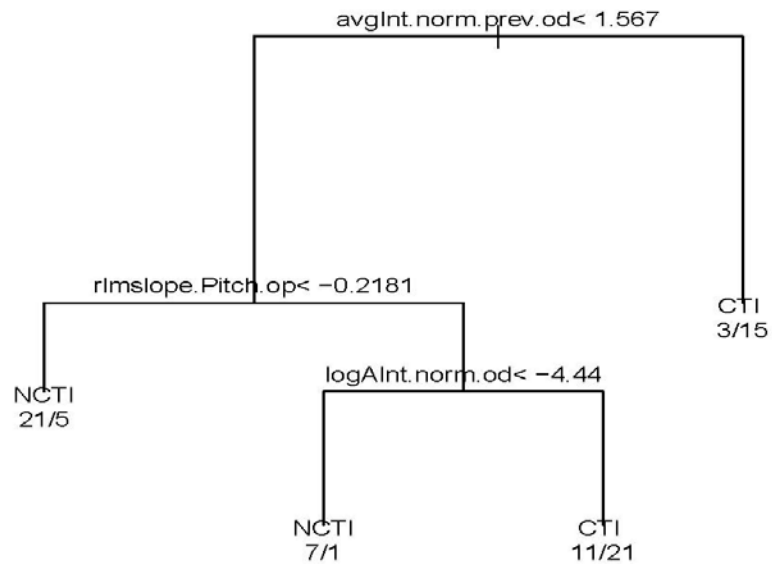 avgInt.norm.prev.od< 1.567
rlmslope.Pitch.op< −0.2181
CTI
3/15
logAInt.norm.od< −4.44
NCTI
21/5
NCTI
7/1
CTI
11/21